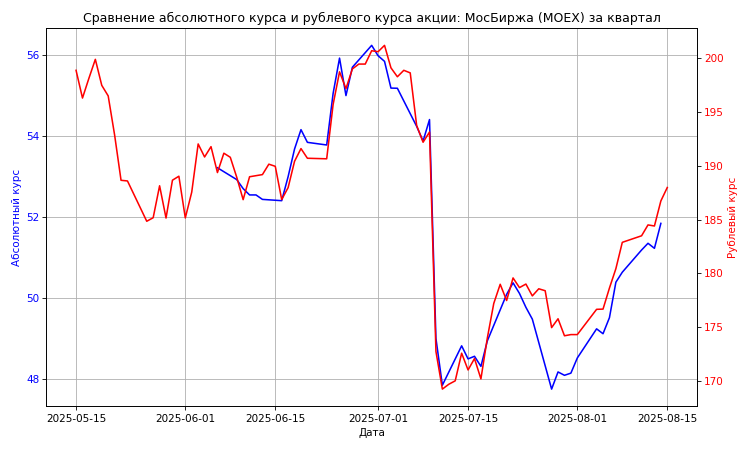 Сравнение абсолютного курса и рублевого курса акции: МосБиржа (MOEX) за квартал
56
54
52
50
48
Абсолютный курс
200
195
190
185
180
175
170
Рублевый курс
2025-05-15 2025-06-01 2025-06-15 2025-07-01 2025-07-15 2025-08-01 2025-08-15
Дата